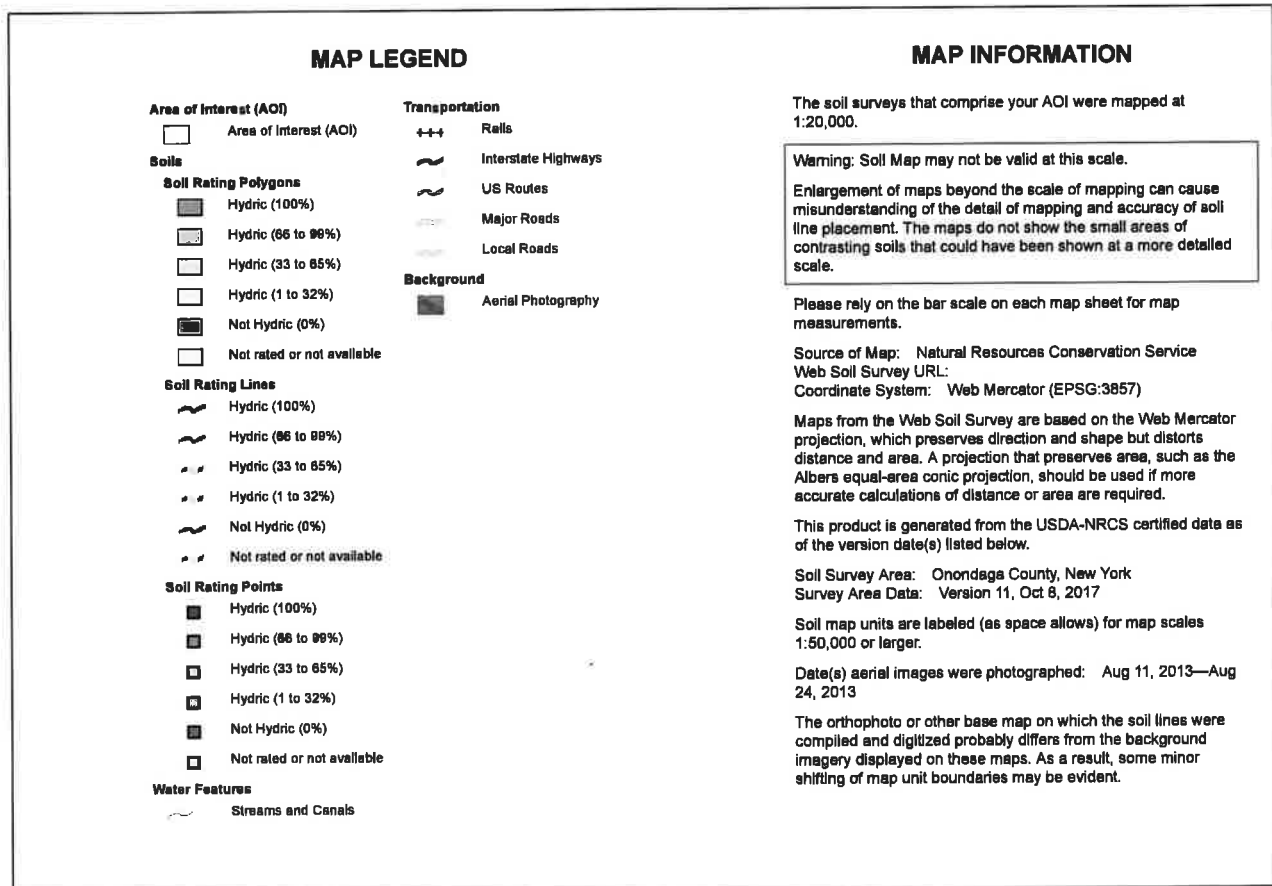 MAP LEGEND
Area of Interest (AOI)
Area of Interest (AOI)
Soils
Soil Rating Polygons
Hydric (100%)
Hydric (66 to 99%)
Hydric (33 to 65%)
Hydric (1 to 32%)
Not Hydric (0%)
Not rated or not available
Soil Rating Lines
Hydric (100%)
Hydric (66 to 99%)
Hydric (33 to 65%)
Hydric (1 to 32%)
Not Hydric (0%)
Not rated or not available
Soil Rating Points
Hydric (100%)
Hydric (66 to 99%)
Hydric (33 to 65%)
Hydric (1 to 32%)
Not Hydric (0%)
Not rated or not available
Water Features
Streams and Canals
Transportation
Rails
Interstate Highways
US Routes
Major Roads
Local Roads
Background
Aerial Photography
MAP INFORMATION
The soil surveys that comprise your AOI were mapped at
1:20,000.
Warning: Soil Map may not be valid at this scale.
Enlargement of maps beyond the scale of mapping can cause
misunderstanding of the detail of mapping and accuracy of soil
line placement. The maps do not show the small areas of
contrasting soils that could have been shown at a more detailed
scale.
Please rely on the bar scale on each map sheet for map
measurements.
Source of Map: Natural Resources Conservation Service
Web Soil Survey URL:
Coordinate System: Web Mercator (EPSG:3857)
Maps from the Web Soil Survey are based on the Web Mercator
projection, which preserves direction and shape but distorts
distance and area. A projection that preserves area, such as the
Albers equal-area conic projection, should be used if more
accurate calculations of distance or area are required.
This product is generated from the USDA-NRCS certified data as
of the version date(s) listed below.
Soil Survey Area: Onondaga County, New York
Survey Area Data: Version 11, Oct 8, 2017
Soil map units are labeled (as space allows) for map scales
1:50,000 or larger.
Date(s) aerial images were photographed: Aug 11, 2013—Aug
24, 2013
The orthophoto or other base map on which the soil lines were
compiled and digitized probably differs from the background
imagery displayed on these maps. As a result, some minor
shifting of map unit boundaries may be evident.